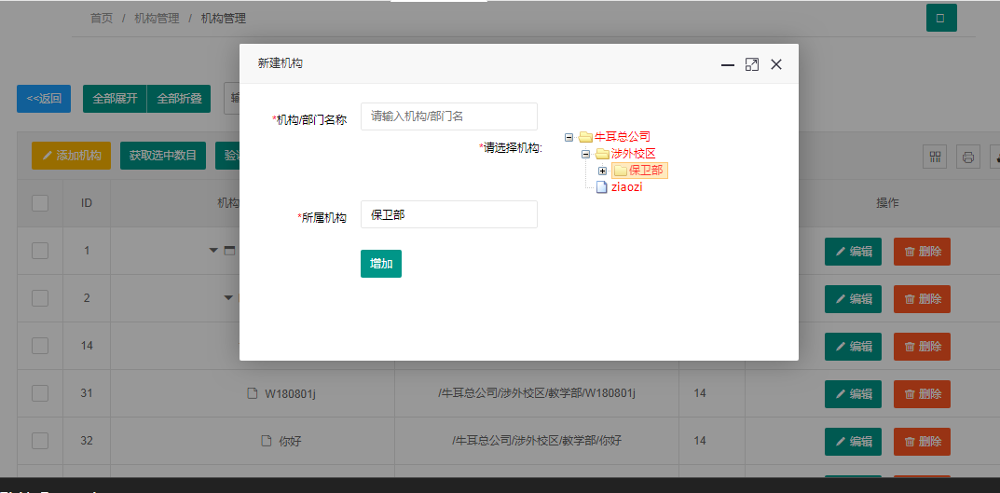 首页 / 机构管理 / 机构管理
新建机构
<<返回 全部展开 全部折叠
*机构/部门名称 请输入机构/部门名
*请选择机构:
牛耳总公司
涉外校区
保卫部
ziaozi
添加机构 获取选中数目
ID 操作
*所属机构 保卫部
1 编辑 删除
增加
2 编辑 删除
14 编辑 删除
31 W180801j /牛耳总公司/涉外校区/教学部/W180801j 14 编辑 删除
32 你好 /牛耳总公司/涉外校区/教学部/你好 14 编辑 删除